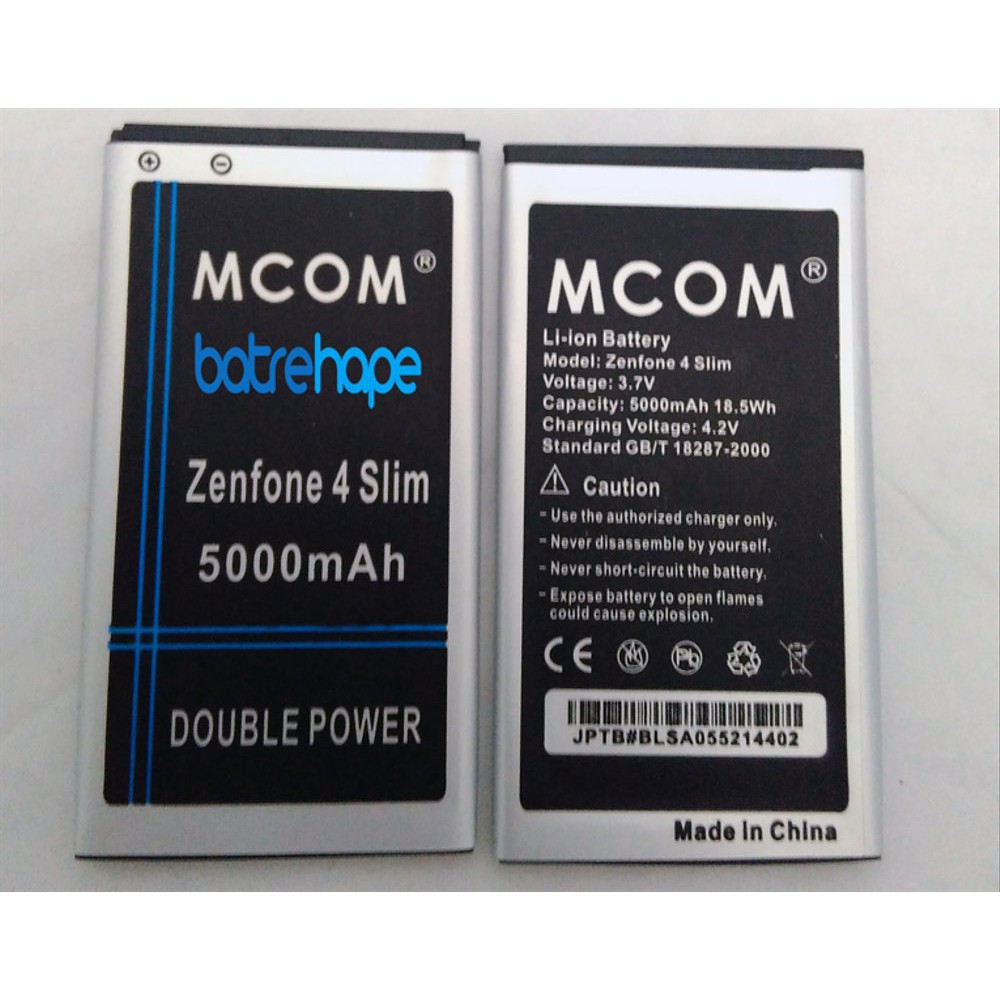 MCOM®
batrehape
Zenfone 4 Slim
5000mAh
DOUBLE POWER
MCOM®
Li-ion Battery
Model: Zenfone 4 Slim
Voltage: 3.7V
Capacity: 5000mAh 18.5Wh
Charging Voltage: 4.2V
Standard GB/T 18287-2000
Caution
- Use the authorized charger only.
- Never disassemble by yourself.
- Never short-circuit the battery.
- Expose battery to open flames
could cause explosion.
CE Pb
JPTB#BLSA055214402
Made In China